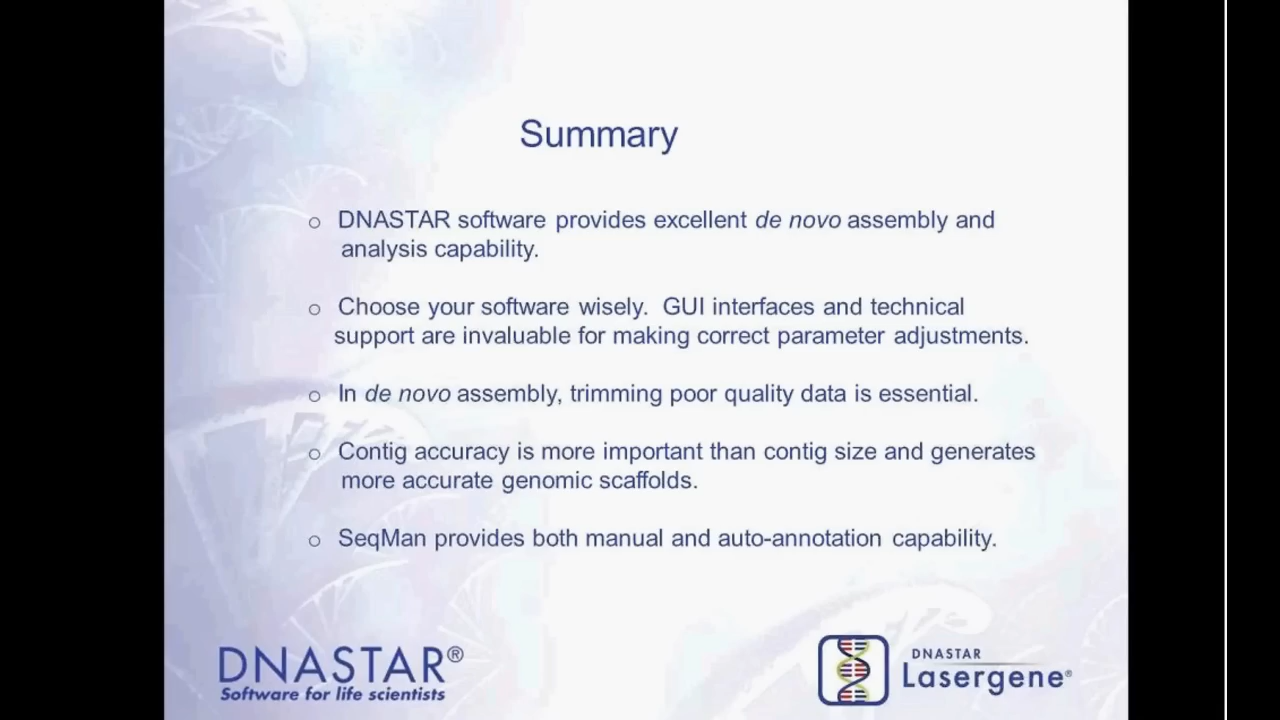 Summary
o DNASTAR software provides excellent de novo assembly and
analysis capability.
o Choose your software wisely. GUI interfaces and technical
support are invaluable for making correct parameter adjustments.
o In de novo assembly, trimming poor quality data is essential.
o Contig accuracy is more important than contig size and generates
more accurate genomic scaffolds.
o SeqMan provides both manual and auto-annotation capability.
DNASTAR®
Software for life scientists
DNASTAR
Lasergene®